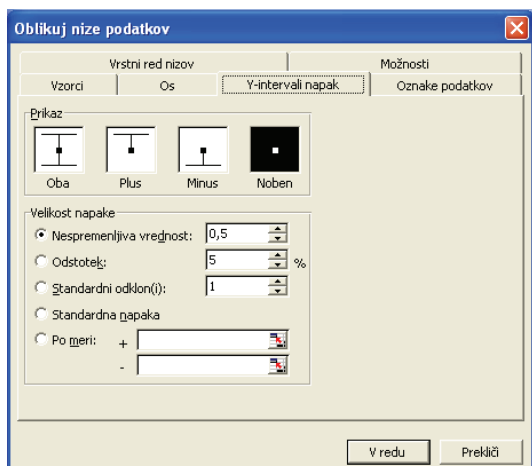 Oblikuj nize podatkov
Vrstni red nizov Možnosti
Vzorci Os Y-intervali napak Oznake podatkov
Prikaz
Oba Plus Minus Noben
Velikost napake
Nespremenljiva vrednost: 0,5
Odstotek: 5 %
Standardni odklon(i): 1
Standardna napaka
Po meri: +
-
V redu Prekliči